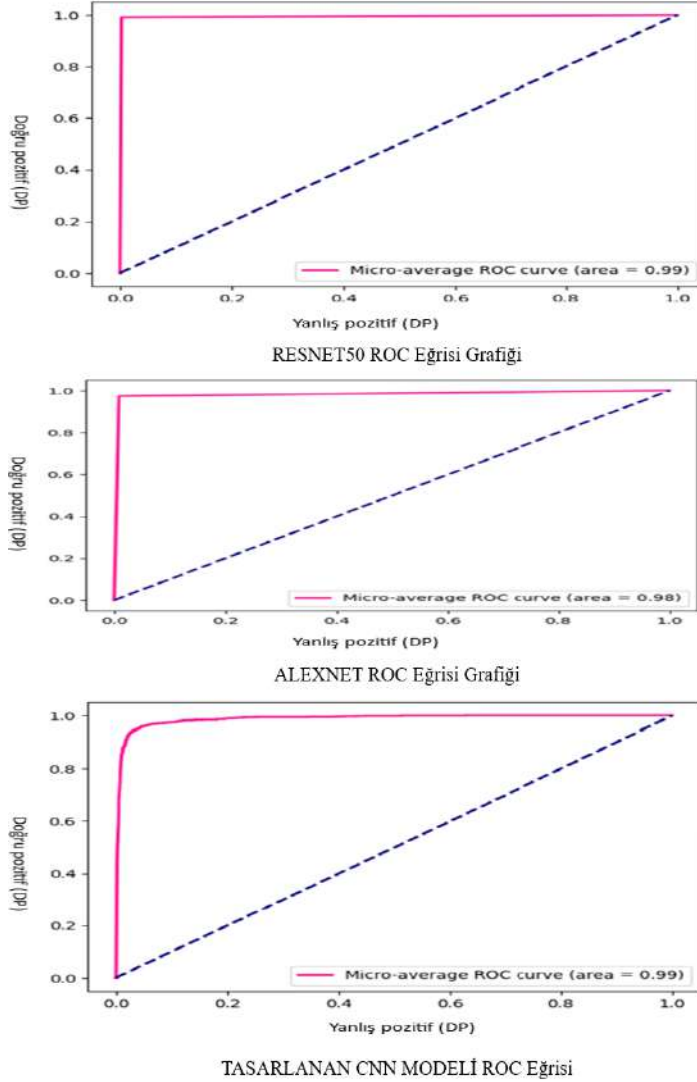 1.0
0.8
0.6
0.4
0.2
0.0
Doğru pozitif (DP)
Micro-average ROC curve (area = 0.99)
0.0 0.2 0.4 0.6 0.8 1.0
Yanlış pozitif (DP)
RESNET50 ROC Eğrisi Grafiği
1.0
0.8
0.6
0.4
0.2
0.0
Doğru pozitif (DP)
Micro-average ROC curve (area = 0.98)
0.0 0.2 0.4 0.6 0.8 1.0
Yanlış pozitif (DP)
ALEXNET ROC Eğrisi Grafiği
1.0
0.8
0.6
0.4
0.2
0.0
Doğru pozitif (DP)
Micro-average ROC curve (area = 0.99)
0.0 0.2 0.4 0.6 0.8 1.0
Yanlış pozitif (DP)
TASARLANAN CNN MODELİ ROC Eğrisi